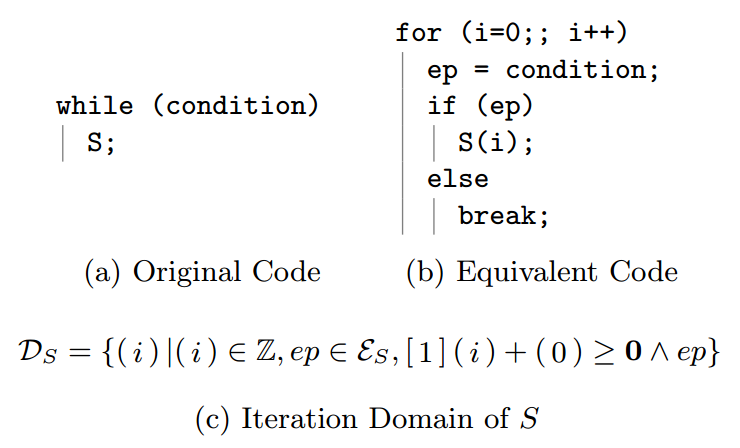 while (condition)
S;
(a) Original Code
for (i=0;; i++)
ep = condition;
if (ep)
S(i);
else
break;
(b) Equivalent Code
𝒟_S = {(i)|(i) ∈ ℤ, ep ∈ ℰ_S, [1](i) + (0) ≥ 𝟎 ∧ ep}
(c) Iteration Domain of S